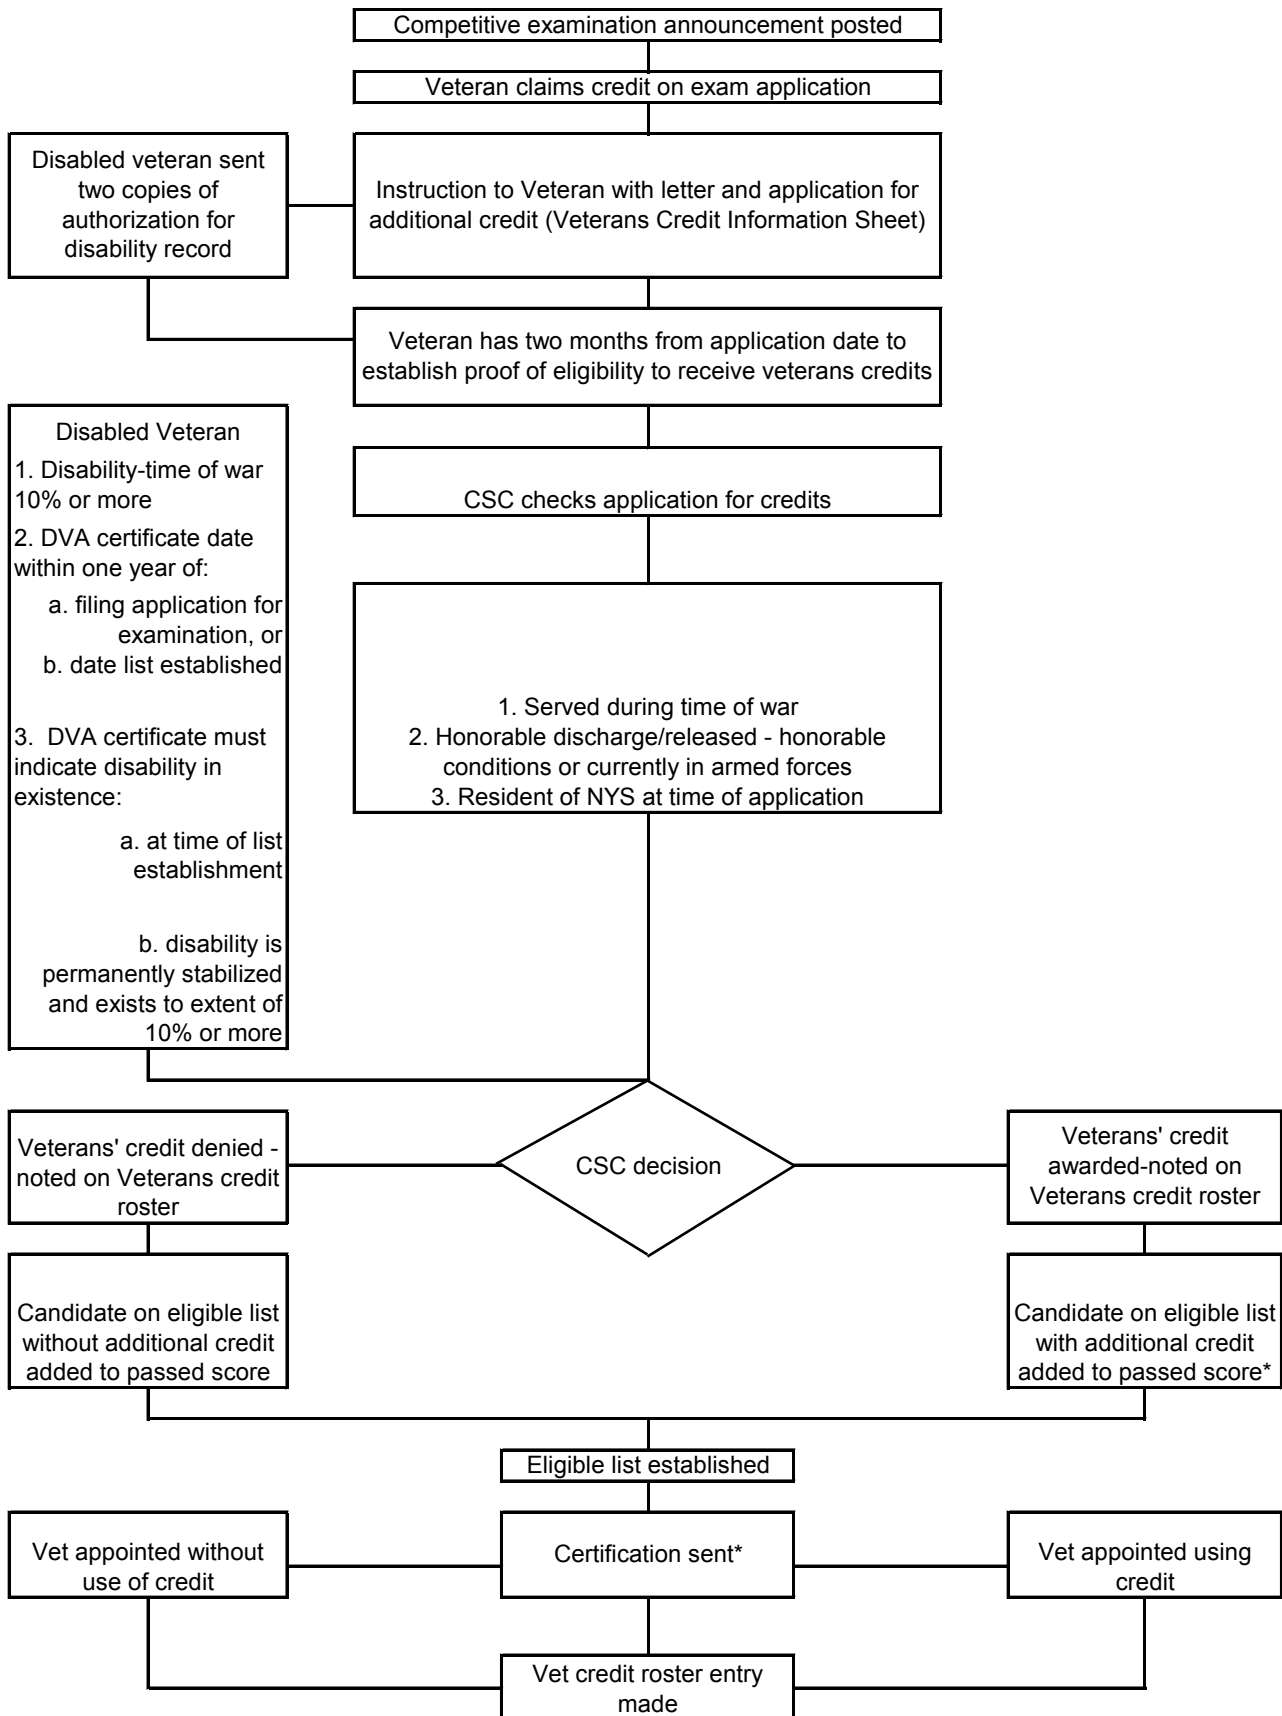 Competitive examination announcement posted
Veteran claims credit on exam application
Disabled veteran sent
two copies of
authorization for
disability record
Instruction to Veteran with letter and application for
additional credit (Veterans Credit Information Sheet)
Veteran has two months from application date to
establish proof of eligibility to receive veterans credits
Disabled Veteran
1. Disability-time of war
10% or more
2. DVA certificate date
within one year of:
a. filing application for
examination, or
b. date list established
3.  DVA certificate must
indicate disability in
existence:
a. at time of list
establishment
b. disability is
permanently stabilized
and exists to extent of
10% or more
CSC checks application for credits
1. Served during time of war
2. Honorable discharge/released - honorable
conditions or currently in armed forces
3. Resident of NYS at time of application
Veterans' credit denied -
noted on Veterans credit
roster
CSC decision
Veterans' credit
awarded-noted on
Veterans credit roster
Candidate on eligible list
without additional credit
added to passed score
Candidate on eligible list
with additional credit
added to passed score*
Eligible list established
Vet appointed without
use of credit
Certification sent*
Vet appointed using
credit
Vet credit roster entry
made